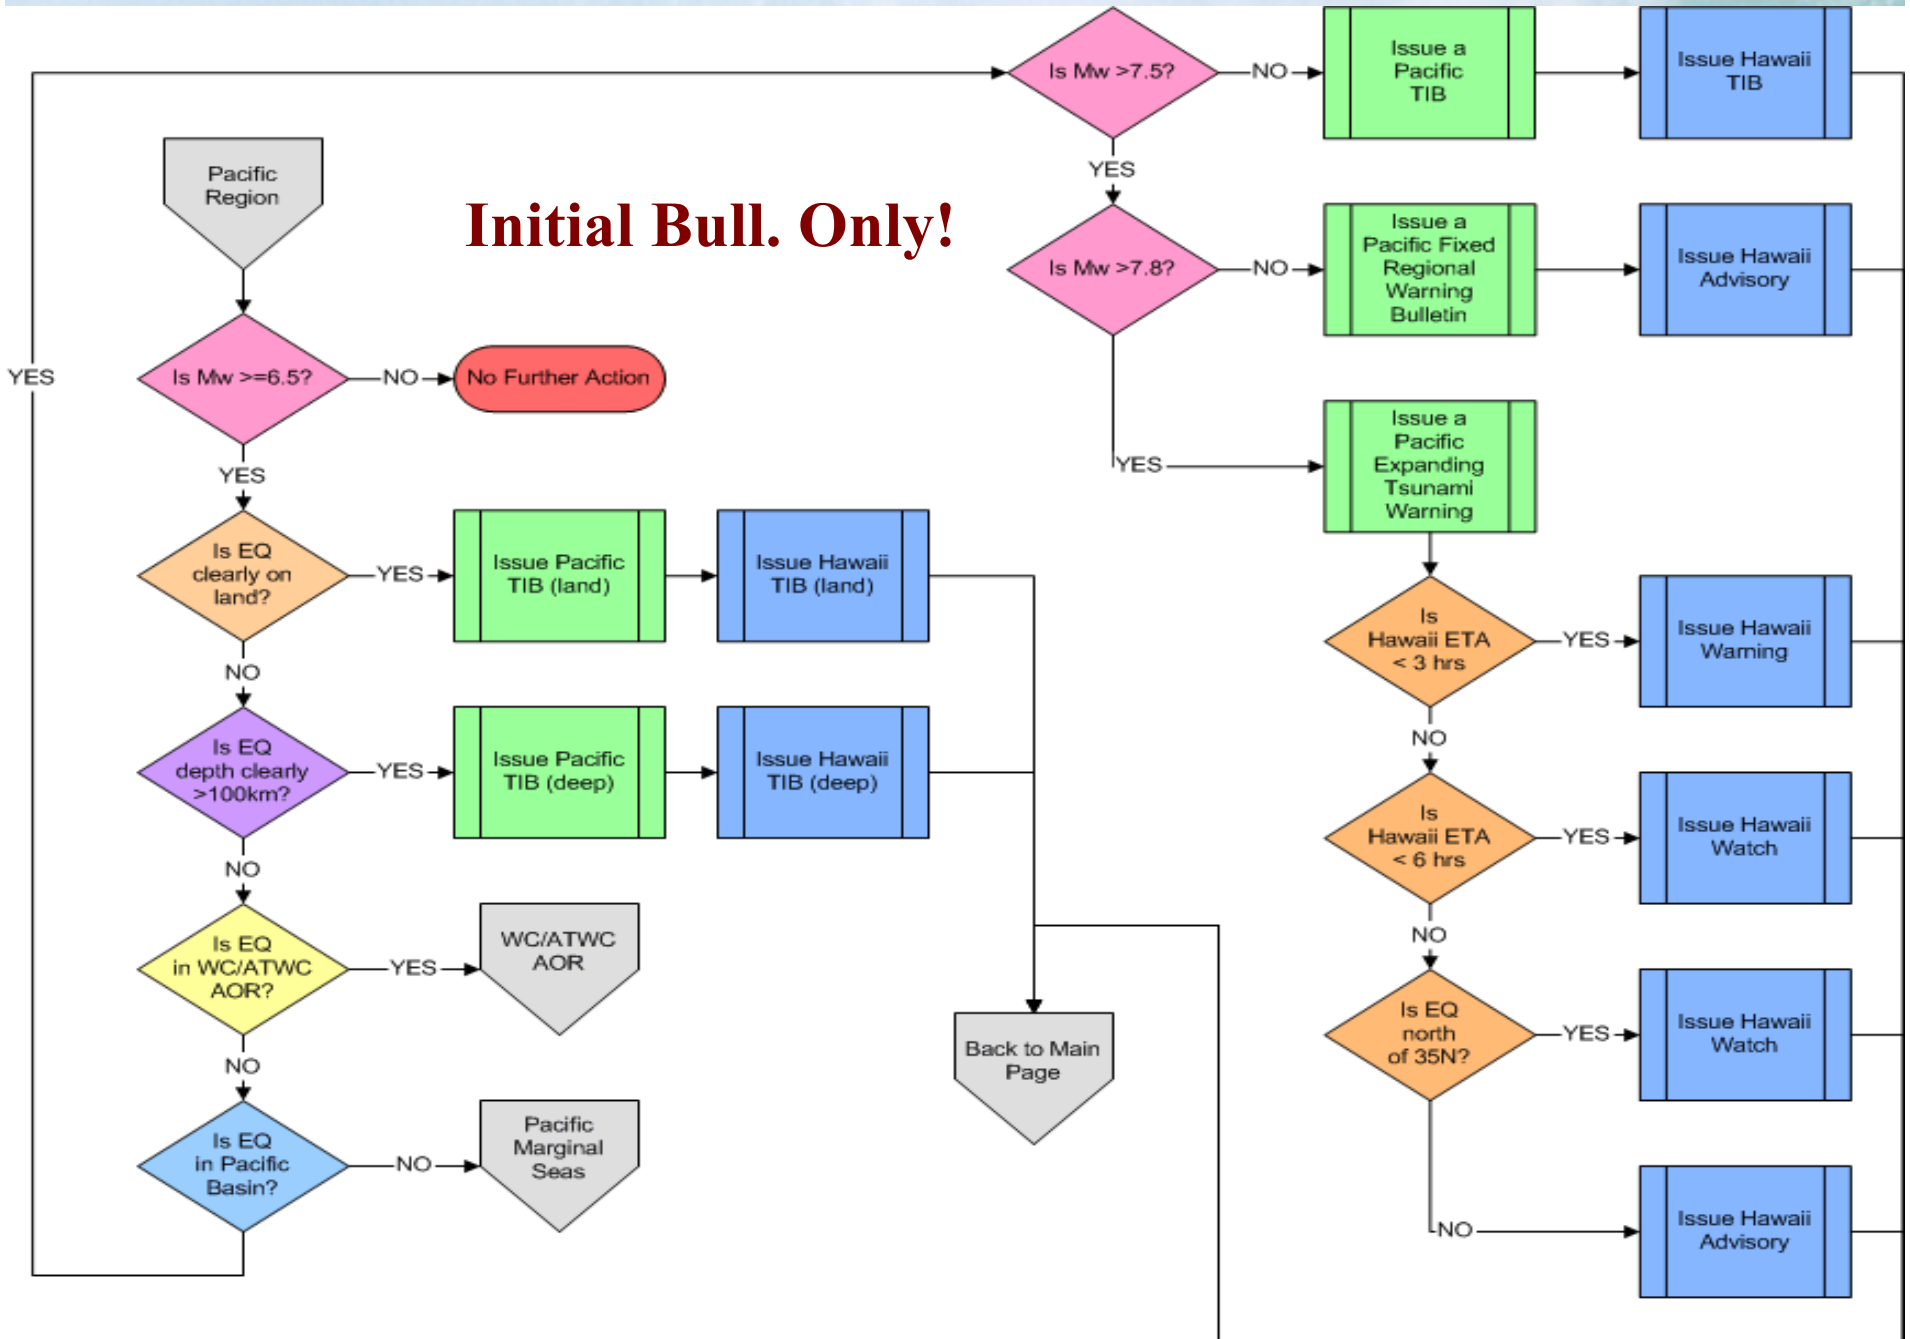 Is Mw >7.5?
NO
Issue a
Pacific
TIB
Issue Hawaii
TIB
YES
Pacific
Region
Initial Bull. Only!
Is Mw >7.8?
NO
Issue a
Pacific Fixed
Regional
Warning
Bulletin
Issue Hawaii
Advisory
YES
Is Mw >=6.5?
NO
No Further Action
YES
Issue a
Pacific
Expanding
Tsunami
Warning
YES
Is EQ
clearly on
land?
YES
Issue Pacific
TIB (land)
Issue Hawaii
TIB (land)
Is
Hawaii ETA
< 3 hrs
YES
Issue Hawaii
Warning
NO
NO
Is EQ
depth clearly
>100km?
YES
Issue Pacific
TIB (deep)
Issue Hawaii
TIB (deep)
Is
Hawaii ETA
< 6 hrs
YES
Issue Hawaii
Watch
NO
NO
Is EQ
in WC/ATWC
AOR?
YES
WC/ATWC
AOR
Is EQ
north
of 35N?
YES
Issue Hawaii
Watch
NO
Back to Main
Page
Is EQ
in Pacific
Basin?
NO
Pacific
Marginal
Seas
NO
Issue Hawaii
Advisory